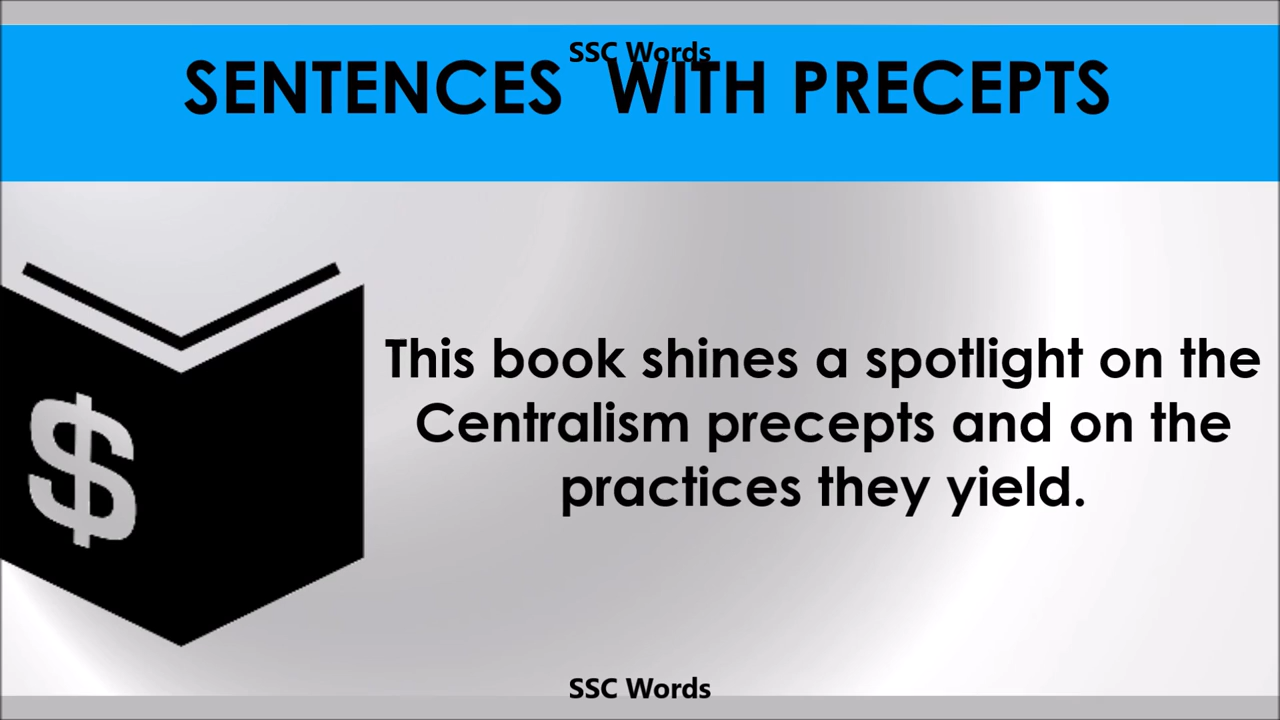 SSC Words
SENTENCES WITH PRECEPTS
$
This book shines a spotlight on the
Centralism precepts and on the
practices they yield.
SSC Words